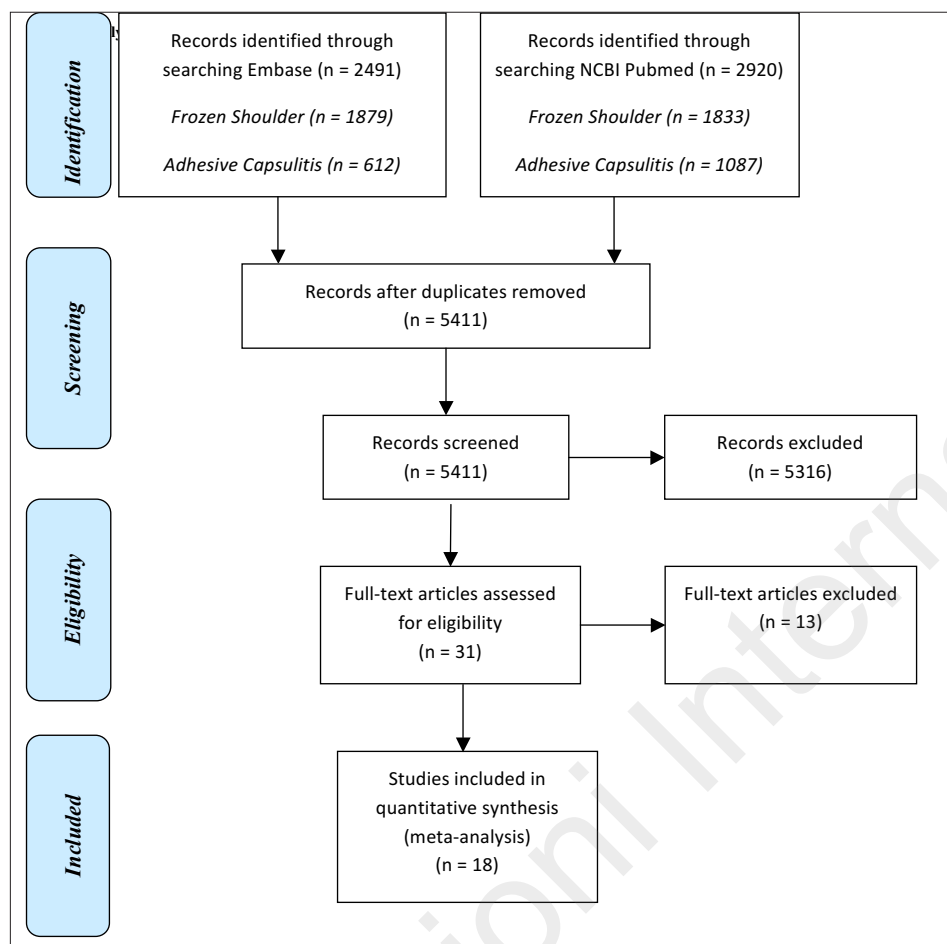 Identification
Records identified through
searching Embase (n = 2491)
Frozen Shoulder (n = 1879)
Adhesive Capsulitis (n = 612)
Records identified through
searching NCBI Pubmed (n = 2920)
Frozen Shoulder (n = 1833)
Adhesive Capsulitis (n = 1087)
Screening
Records after duplicates removed
(n = 5411)
Records screened
(n = 5411)
Records excluded
(n = 5316)
Eligibility
Full-text articles assessed
for eligibility
(n = 31)
Full-text articles excluded
(n = 13)
Included
Studies included in
quantitative synthesis
(meta-analysis)
(n = 18)